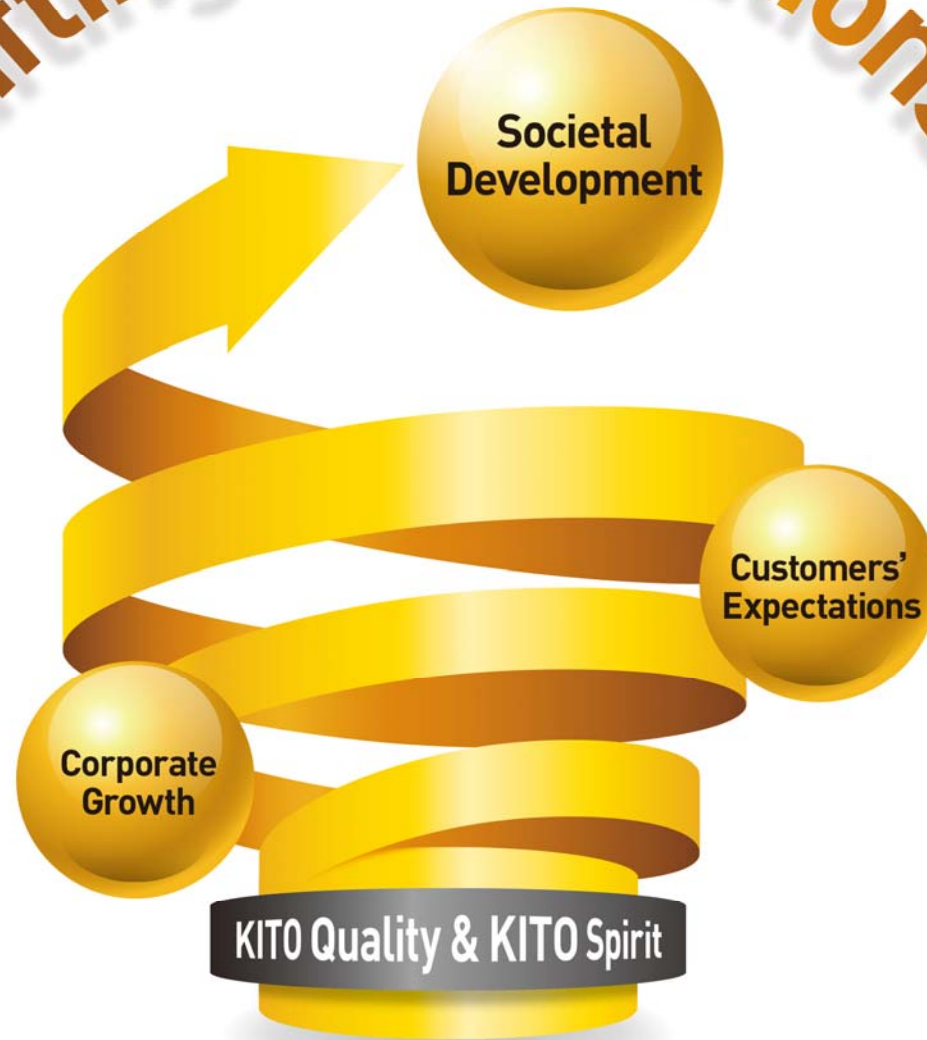 Societal
Development
Customers'
Expectations
Corporate
Growth
KITO Quality & KITO Spirit